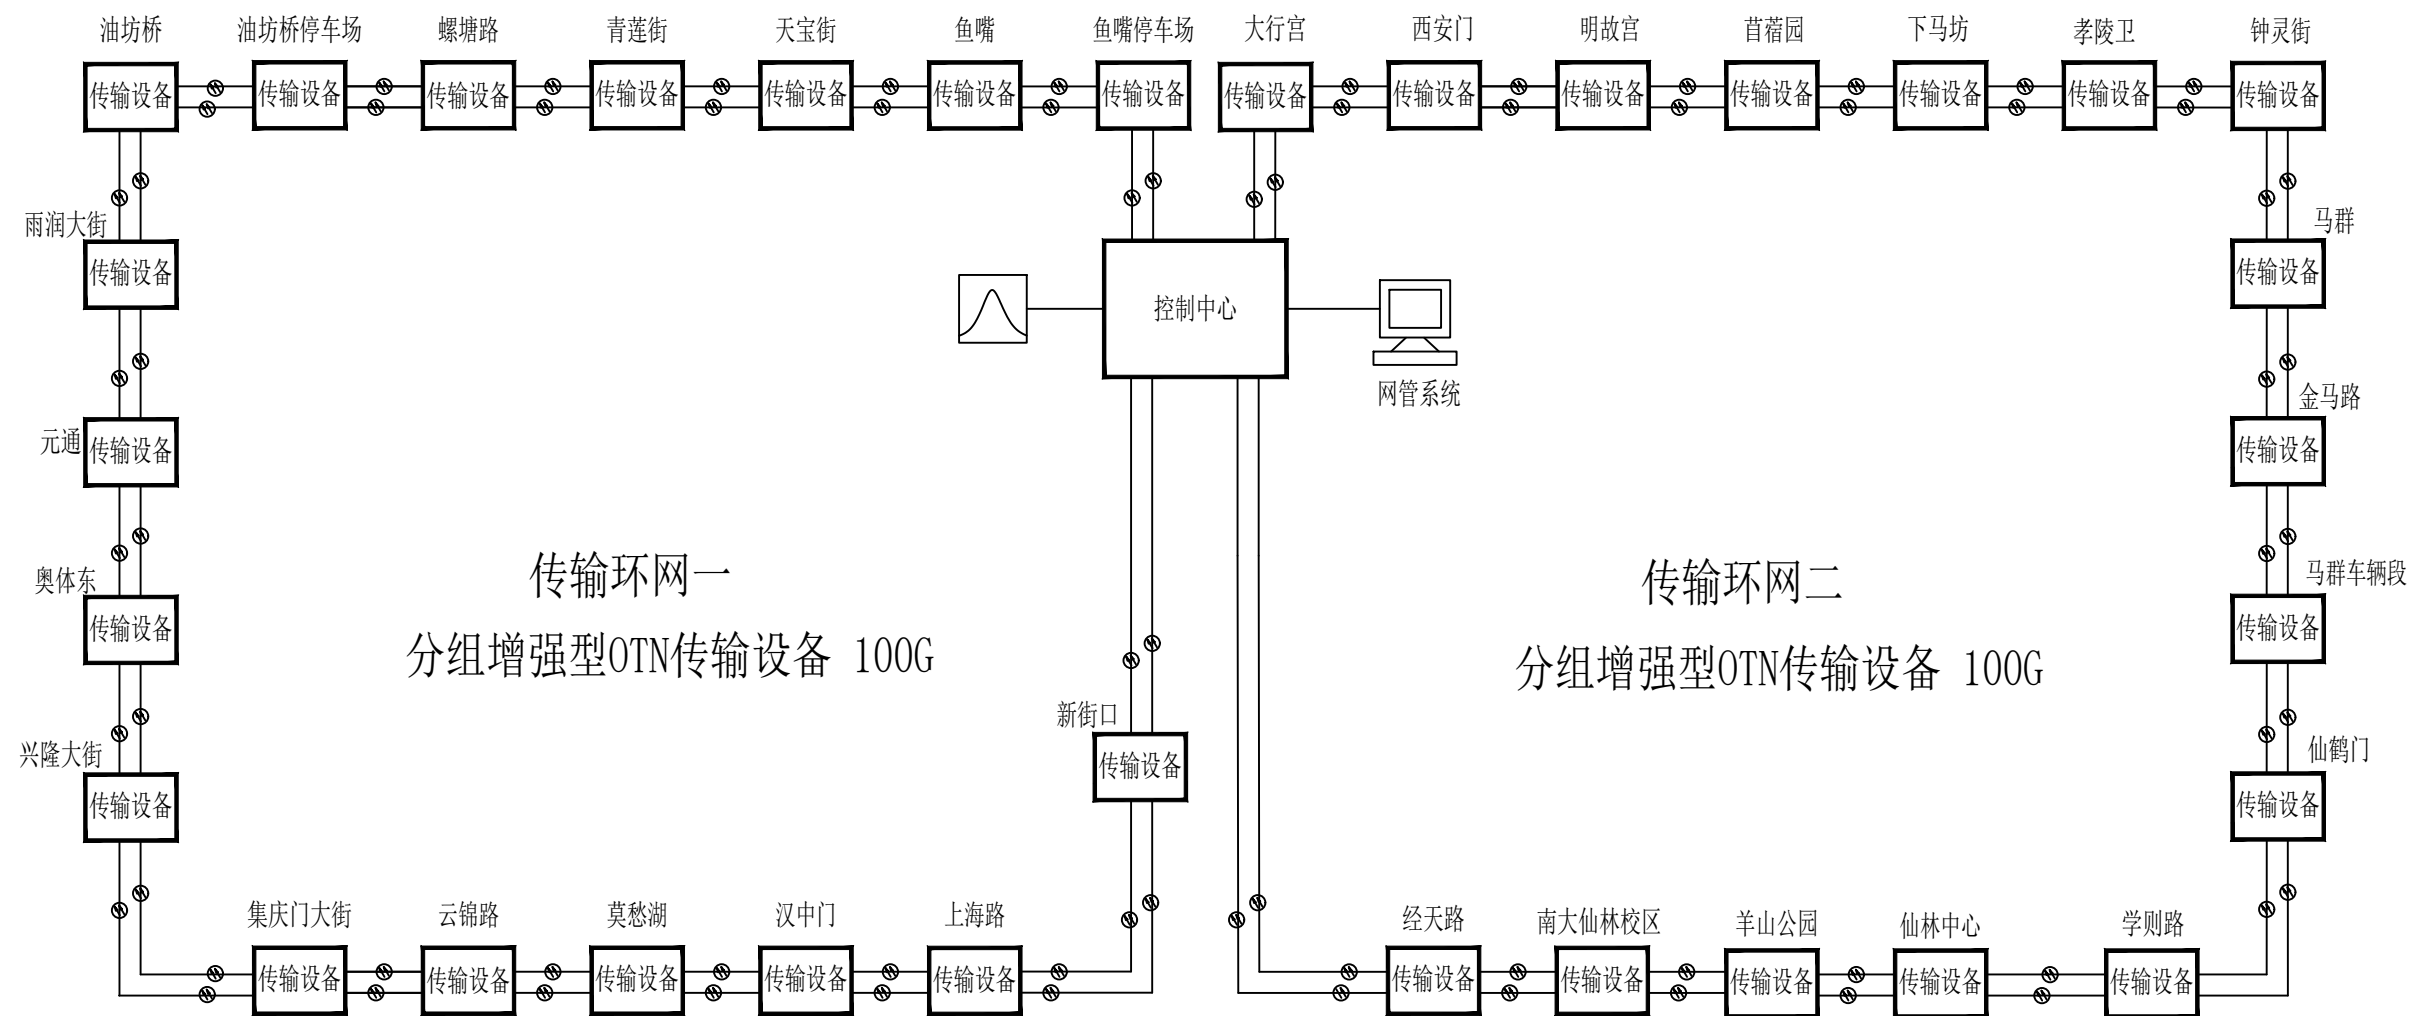 油坊桥
油坊桥停车场
螺塘路
青莲街
天宝街
鱼嘴
鱼嘴停车场
大行宫
西安门
明故宫
苜蓿园
下马坊
孝陵卫
钟灵街
传输设备
传输设备
传输设备
传输设备
传输设备
传输设备
传输设备
传输设备
传输设备
传输设备
传输设备
传输设备
传输设备
传输设备
雨润大街
传输设备
控制中心
网管系统
马群
传输设备
元通
传输设备
金马路
传输设备
奥体东
传输设备
传输环网一
分组增强型OTN传输设备 100G
传输环网二
分组增强型OTN传输设备 100G
马群车辆段
传输设备
兴隆大街
传输设备
新街口
传输设备
仙鹤门
传输设备
集庆门大街
云锦路
莫愁湖
汉中门
上海路
经天路
南大仙林校区
羊山公园
仙林中心
学则路
传输设备
传输设备
传输设备
传输设备
传输设备
传输设备
传输设备
传输设备
传输设备
传输设备